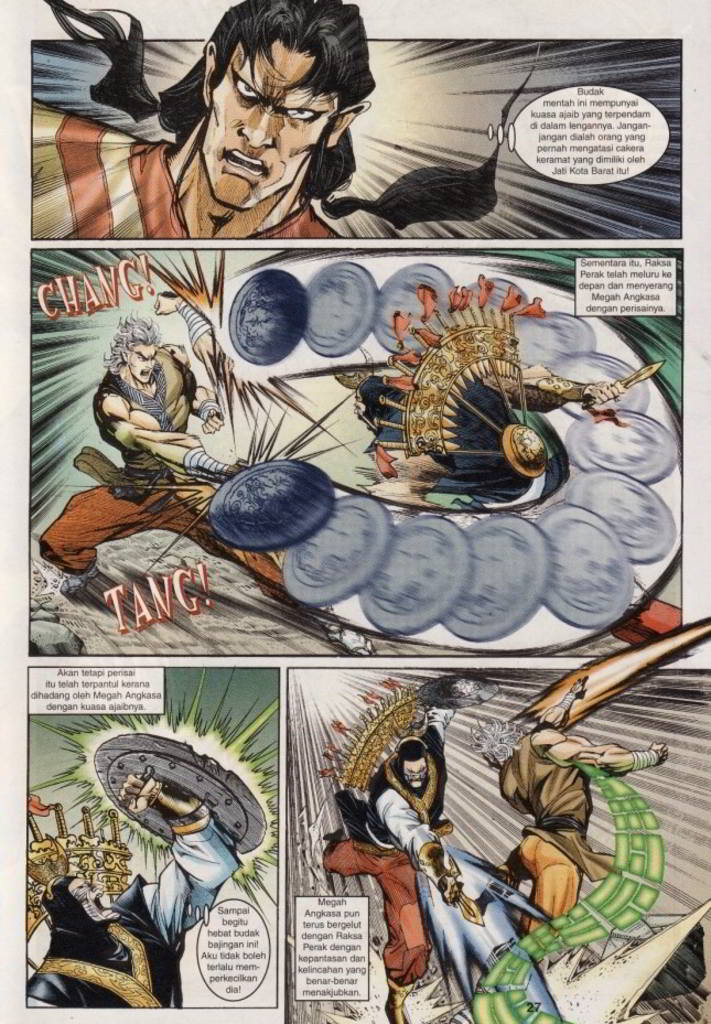 Budak
mentah ini mempunyai
kuasa ajaib yang terpendam
di dalam lengannya. Jangan-
jangan dialah orang yang
pernah mengatasi cakera
keramat yang dimiliki oleh
Jati Kota Barat itu!
CHANG!
Sementara itu, Raksa
Perak telah meluru ke
depan dan menyerang
Megah Angkasa
dengan perisainya.
TANG!
Akan tetapi perisai
itu telah terpantul kerana
dihadang oleh Megah Angkasa
dengan kuasa ajaibnya.
Sampai
begitu
hebat budak
bajingan ini!
Aku tidak boleh
terlalu mem-
perkecilkan
dia!
Megah
Angkasa pun
terus bergelut
dengan Raksa
Perak dengan
kepantasan dan
kelincahan yang
benar-benar
menakjubkan.
27